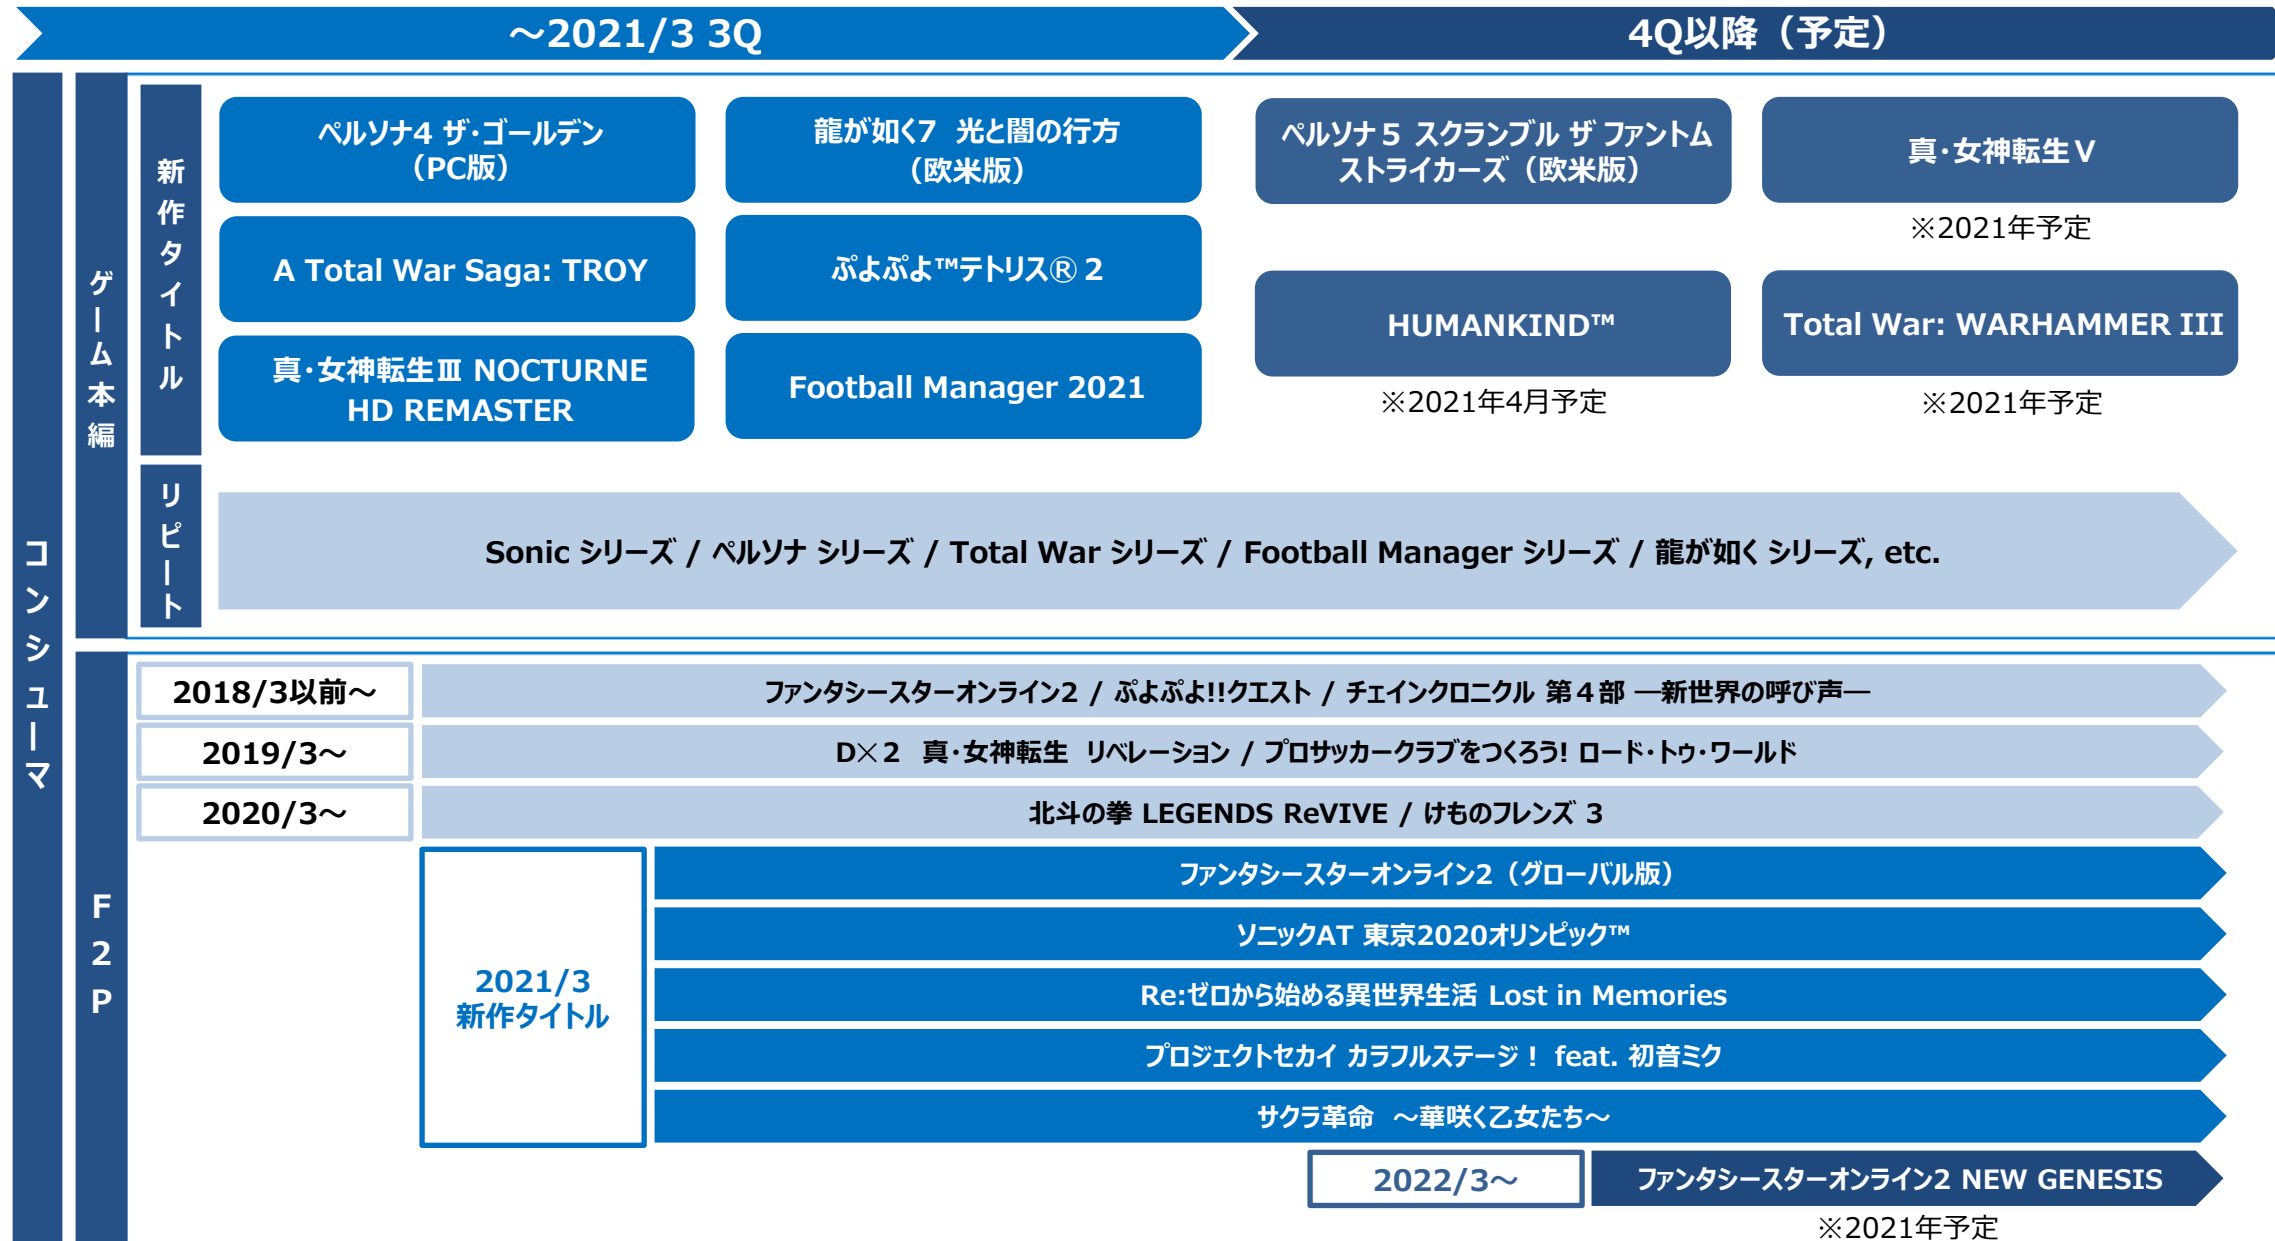 ～2021/3 3Q
4Q以降（予定）
コンシューマ
ゲーム本編
新作タイトル
ペルソナ4 ザ・ゴールデン
（PC版）
龍が如く7 光と闇の行方
（欧米版）
ペルソナ５ スクランブル ザ ファントム
ストライカーズ（欧米版）
真・女神転生Ⅴ
※2021年予定
A Total War Saga: TROY
ぷよぷよ™テトリス® 2
HUMANKIND™
※2021年4月予定
Total War: WARHAMMER III
※2021年予定
真・女神転生Ⅲ NOCTURNE
HD REMASTER
Football Manager 2021
リピート
Sonic シリーズ / ペルソナ シリーズ / Total War シリーズ / Football Manager シリーズ / 龍が如く シリーズ, etc.
F2P
2018/3以前～
ファンタシースターオンライン2 / ぷよぷよ!!クエスト / チェインクロニクル 第４部 ―新世界の呼び声―
2019/3～
D×２ 真・女神転生 リベレーション / プロサッカークラブをつくろう! ロード・トゥ・ワールド
2020/3～
北斗の拳 LEGENDS ReVIVE / けものフレンズ 3
2021/3
新作タイトル
ファンタシースターオンライン2（グローバル版）
ソニックAT 東京2020オリンピック™
Re:ゼロから始める異世界生活 Lost in Memories
プロジェクトセカイ カラフルステージ！ feat. 初音ミク
サクラ革命 ～華咲く乙女たち～
2022/3～
ファンタシースターオンライン2 NEW GENESIS
※2021年予定